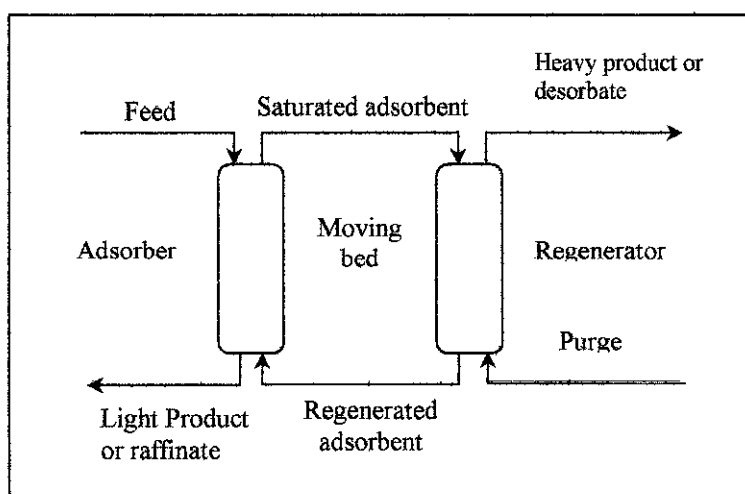 Heavy product or
desorbate
Feed
Saturated adsorbent
Adsorber
Moving
bed
Regenerator
Purge
Light Product
or raffinate
Regenerated
adsorbent